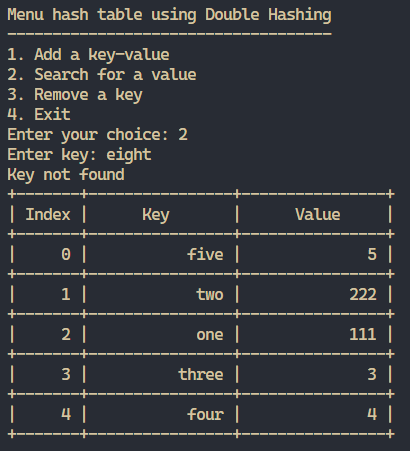 Menu hash table using Double Hashing
------------------------------------
1. Add a key-value
2. Search for a value
3. Remove a key
4. Exit
Enter your choice: 2
Enter key: eight
Key not found
+-------+----------------+----------------+
| Index |      Key       |      Value     |
+-------+----------------+----------------+
|     0 |           five |              5 |
+-------+----------------+----------------+
|     1 |            two |            222 |
+-------+----------------+----------------+
|     2 |            one |            111 |
+-------+----------------+----------------+
|     3 |          three |              3 |
+-------+----------------+----------------+
|     4 |           four |              4 |
+-------+----------------+----------------+